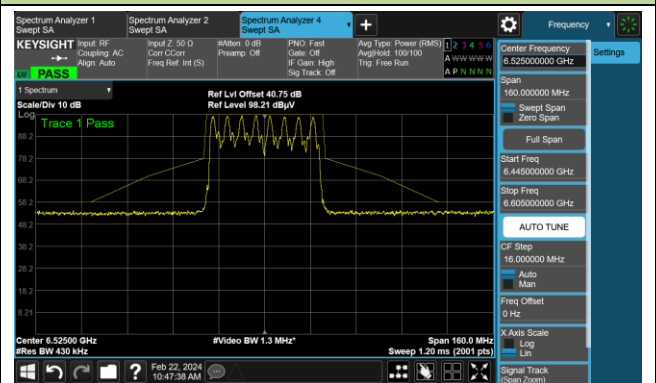 Spectrum Analyzer 1
Swept SA
Spectrum Analyzer 2
Swept SA
Spectrum Analyzer 4
Swept SA
Frequency
KEYSIGHT
Input: RF
Coupling: AC
Align: Auto
Input Z: 50 Ω
Corr CCorr
Freq Ref: Int (S)
#Atten: 0 dB
Preamp: Off
PNO: Fast
Gate: Off
IF Gain: High
Sig Track: Off
Avg Type: Power (RMS)
Avg|Hold: 100/100
Trig: Free Run
1 2 3 4 5 6
A W W W W W
A P N N N N
PASS
1 Spectrum
Scale/Div 10 dB
Ref Lvl Offset 40.75 dB
Ref Level 98.21 dBµV
Log
Trace 1 Pass
88.2
78.2
68.2
58.2
48.2
38.2
28.2
18.2
8.21
Center 6.52500 GHz
#Res BW 430 kHz
#Video BW 1.3 MHz*
Span 160.0 MHz
Sweep 1.20 ms (2001 pts)
Feb 22, 2024
10:47:38 AM
Center Frequency
6.525000000 GHz
Settings
Span
160.000000 MHz
Swept Span
Zero Span
Full Span
Start Freq
6.445000000 GHz
Stop Freq
6.605000000 GHz
AUTO TUNE
CF Step
16.000000 MHz
Auto
Man
Freq Offset
0 Hz
X Axis Scale
Log
Lin
Signal Track
(Span Zoom)